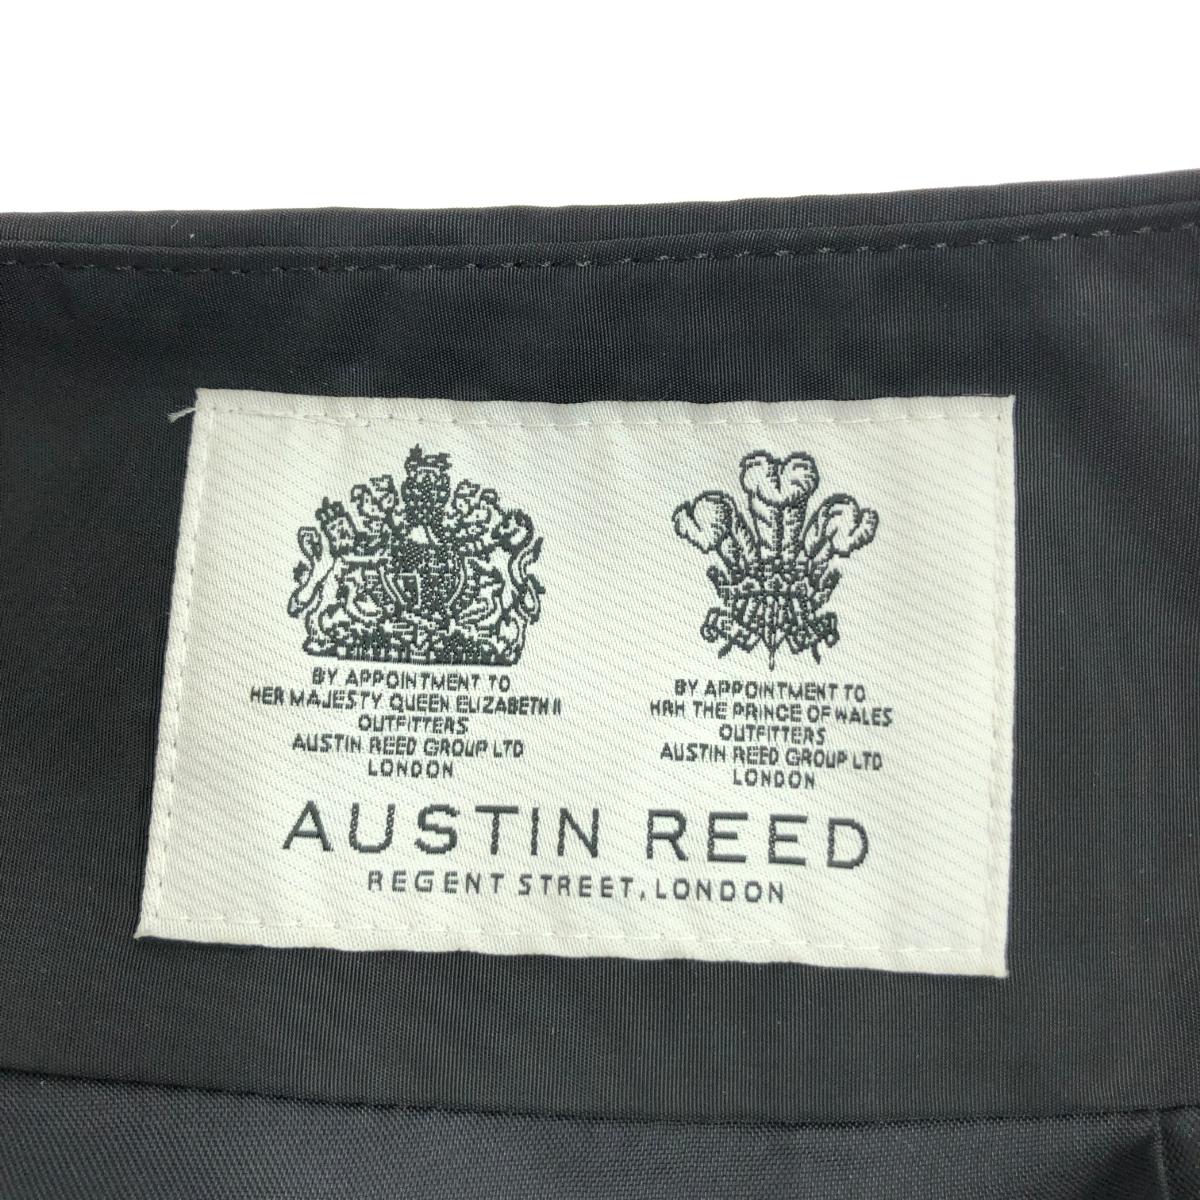 BY APPOINTMENT TO
HER MAJESTY QUEEN ELIZABETH II
OUTFITTERS
AUSTIN REED GROUP LTD
LONDON
BY APPOINTMENT TO
HRH THE PRINCE OF WALES
OUTFITTERS
AUSTIN REED GROUP LTD
LONDON
AUSTIN REED
REGENT STREET, LONDON